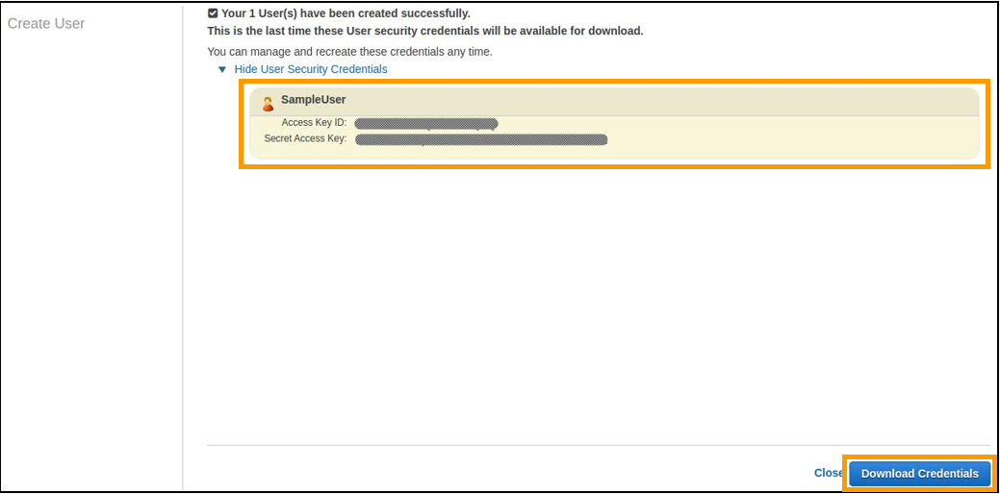 Create User
Your 1 User(s) have been created successfully.
This is the last time these User security credentials will be available for download.
You can manage and recreate these credentials any time.
Hide User Security Credentials
SampleUser
Access Key ID:
Secret Access Key:
Close
Download Credentials